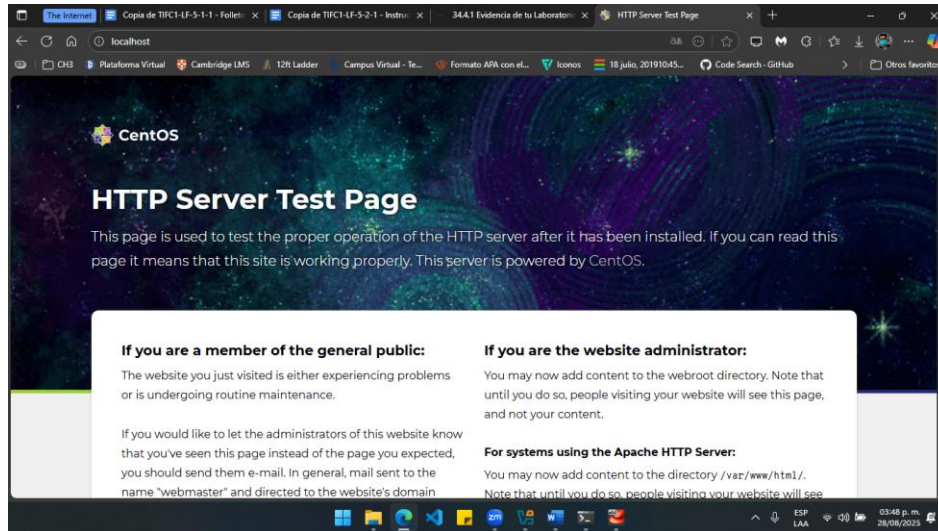 The Internet
Copia de TIFC1-LF-5-1-1 - Folleto
Copia de TIFC1-LF-5-2-1 - Instruc
34.4.1 Evidencia de tu Laboratorio
HTTP Server Test Page
localhost
CH3
Plataforma Virtual
Cambridge LMS
12ft Ladder
Campus Virtual - Te...
Formato APA con el...
Iconos
18 julio, 201910:45...
Code Search - GitHub
Otros favoritos
CentOS
HTTP Server Test Page
This page is used to test the proper operation of the HTTP server after it has been installed. If you can read this
page it means that this site is working properly. This server is powered by CentOS.
If you are a member of the general public:
The website you just visited is either experiencing problems
or is undergoing routine maintenance.
If you would like to let the administrators of this website know
that you've seen this page instead of the page you expected,
you should send them e-mail. In general, mail sent to the
name "webmaster" and directed to the website's domain
If you are the website administrator:
You may now add content to the webroot directory. Note that
until you do so, people visiting your website will see this page,
and not your content.
For systems using the Apache HTTP Server:
You may now add content to the directory /var/www/html/.
Note that until you do so, people visiting your website will see
zm
ESP
LAA
03:48 p. m.
28/08/2025